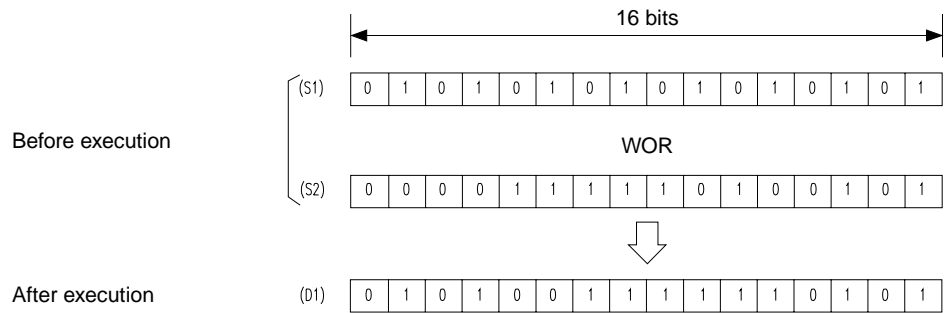 16 bits
(S1) 0 1 0 1 0 1 0 1 0 1 0 1 0 1 0 1
Before execution
WOR
(S2) 0 0 0 0 1 1 1 1 1 0 1 0 0 1 0 1
After execution (D1) 0 1 0 1 0 0 1 1 1 1 1 1 0 1 0 1